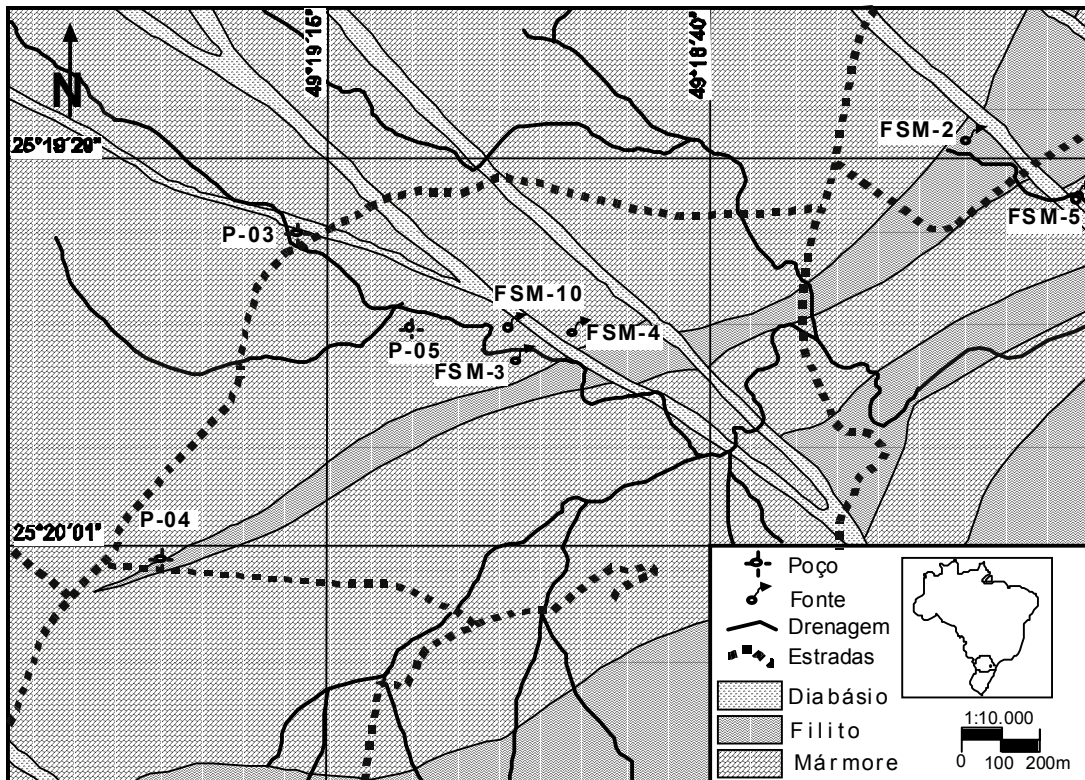 49°19´15"
49°18´40"
N
FSM-2
25°19´29"
FSM-5
P-03
FSM-10
FSM-4
P-05
FSM-3
P-04
25°20´01"
Poço
Fonte
Drenagem
Estradas
Diabásio
Filito
Mármore
1:10.000
0 100 200m